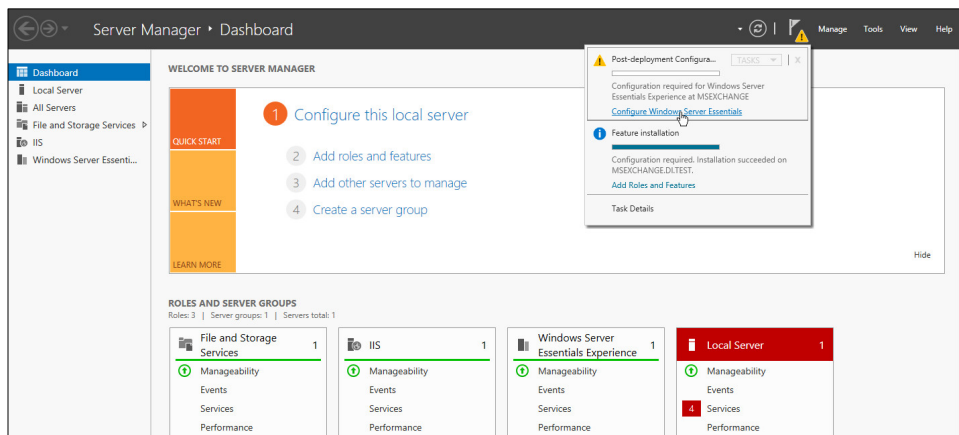 Server Manager ‣ Dashboard
Manage Tools View Help
Dashboard
Local Server
All Servers
File and Storage Services
IIS
Windows Server Essenti...
WELCOME TO SERVER MANAGER
QUICK START
WHAT'S NEW
LEARN MORE
1 Configure this local server
2 Add roles and features
3 Add other servers to manage
4 Create a server group
Hide
Post-deployment Configura... TASKS X
Configuration required for Windows Server
Essentials Experience at MSEXCHANGE
Configure Windows Server Essentials
Feature installation
Configuration required. Installation succeeded on
MSEXCHANGE.DI.TEST.
Add Roles and Features
Task Details
ROLES AND SERVER GROUPS
Roles: 3 | Server groups: 1 | Servers total: 1
File and Storage
Services 1
Manageability
Events
Services
Performance
IIS 1
Manageability
Events
Services
Performance
Windows Server
Essentials Experience 1
Manageability
Events
Services
Performance
Local Server 1
Manageability
Events
4 Services
Performance